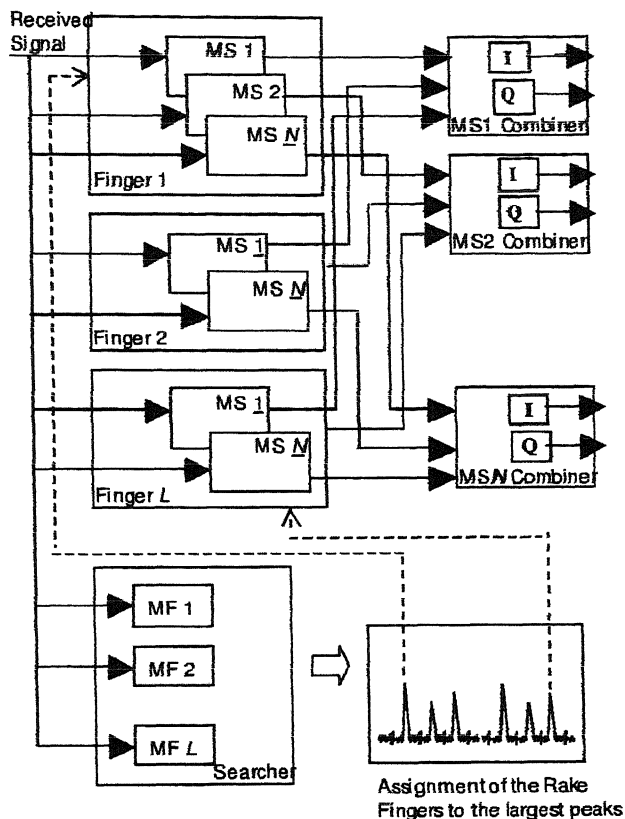 Received
Signal
MS 1
MS 2
MS N
Finger 1
I
Q
MS1 Combiner
I
Q
MS2 Combiner
MS 1
MS N
Finger 2
MS 1
MS N
Finger L
I
Q
MSN Combiner
MF 1
MF 2
MF L
Searcher
Assignment of the Rake
Fingers to the largest peaks